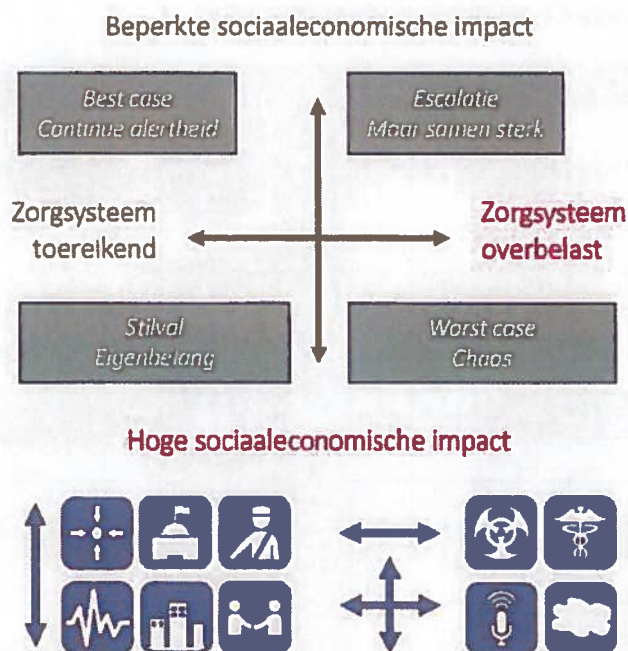 Beperkte sociaaleconomische impact
Best case
Continue alertheid
Escalatie
Maar samen sterk
Zorgsysteem
toereikend
Zorgsysteem
overbelast
Stilval
Eigenbelang
Worst case
Chaos
Hoge sociaaleconomische impact